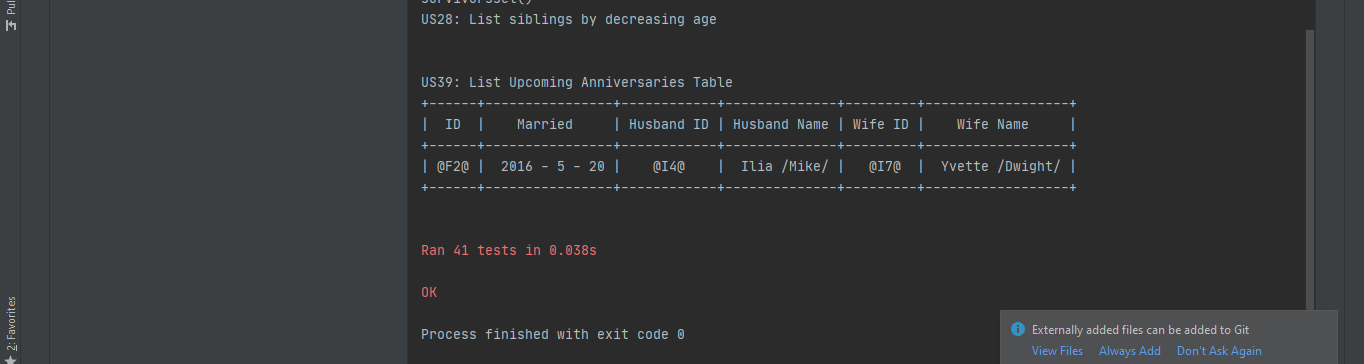 Pul
US28: List siblings by decreasing age
US39: List Upcoming Anniversaries Table
+------+----------------+------------+--------------+---------+------------------+
|  ID  |    Married     | Husband ID | Husband Name | Wife ID |    Wife Name     |
+------+----------------+------------+--------------+---------+------------------+
| @F2@ |  2016 - 5 - 20 |    @I4@    |  Ilia /Mike/ |   @I7@  |  Yvette /Dwight/ |
+------+----------------+------------+--------------+---------+------------------+
Ran 41 tests in 0.038s
OK
Process finished with exit code 0
2: Favorites
Externally added files can be added to Git
View Files Always Add Don't Ask Again